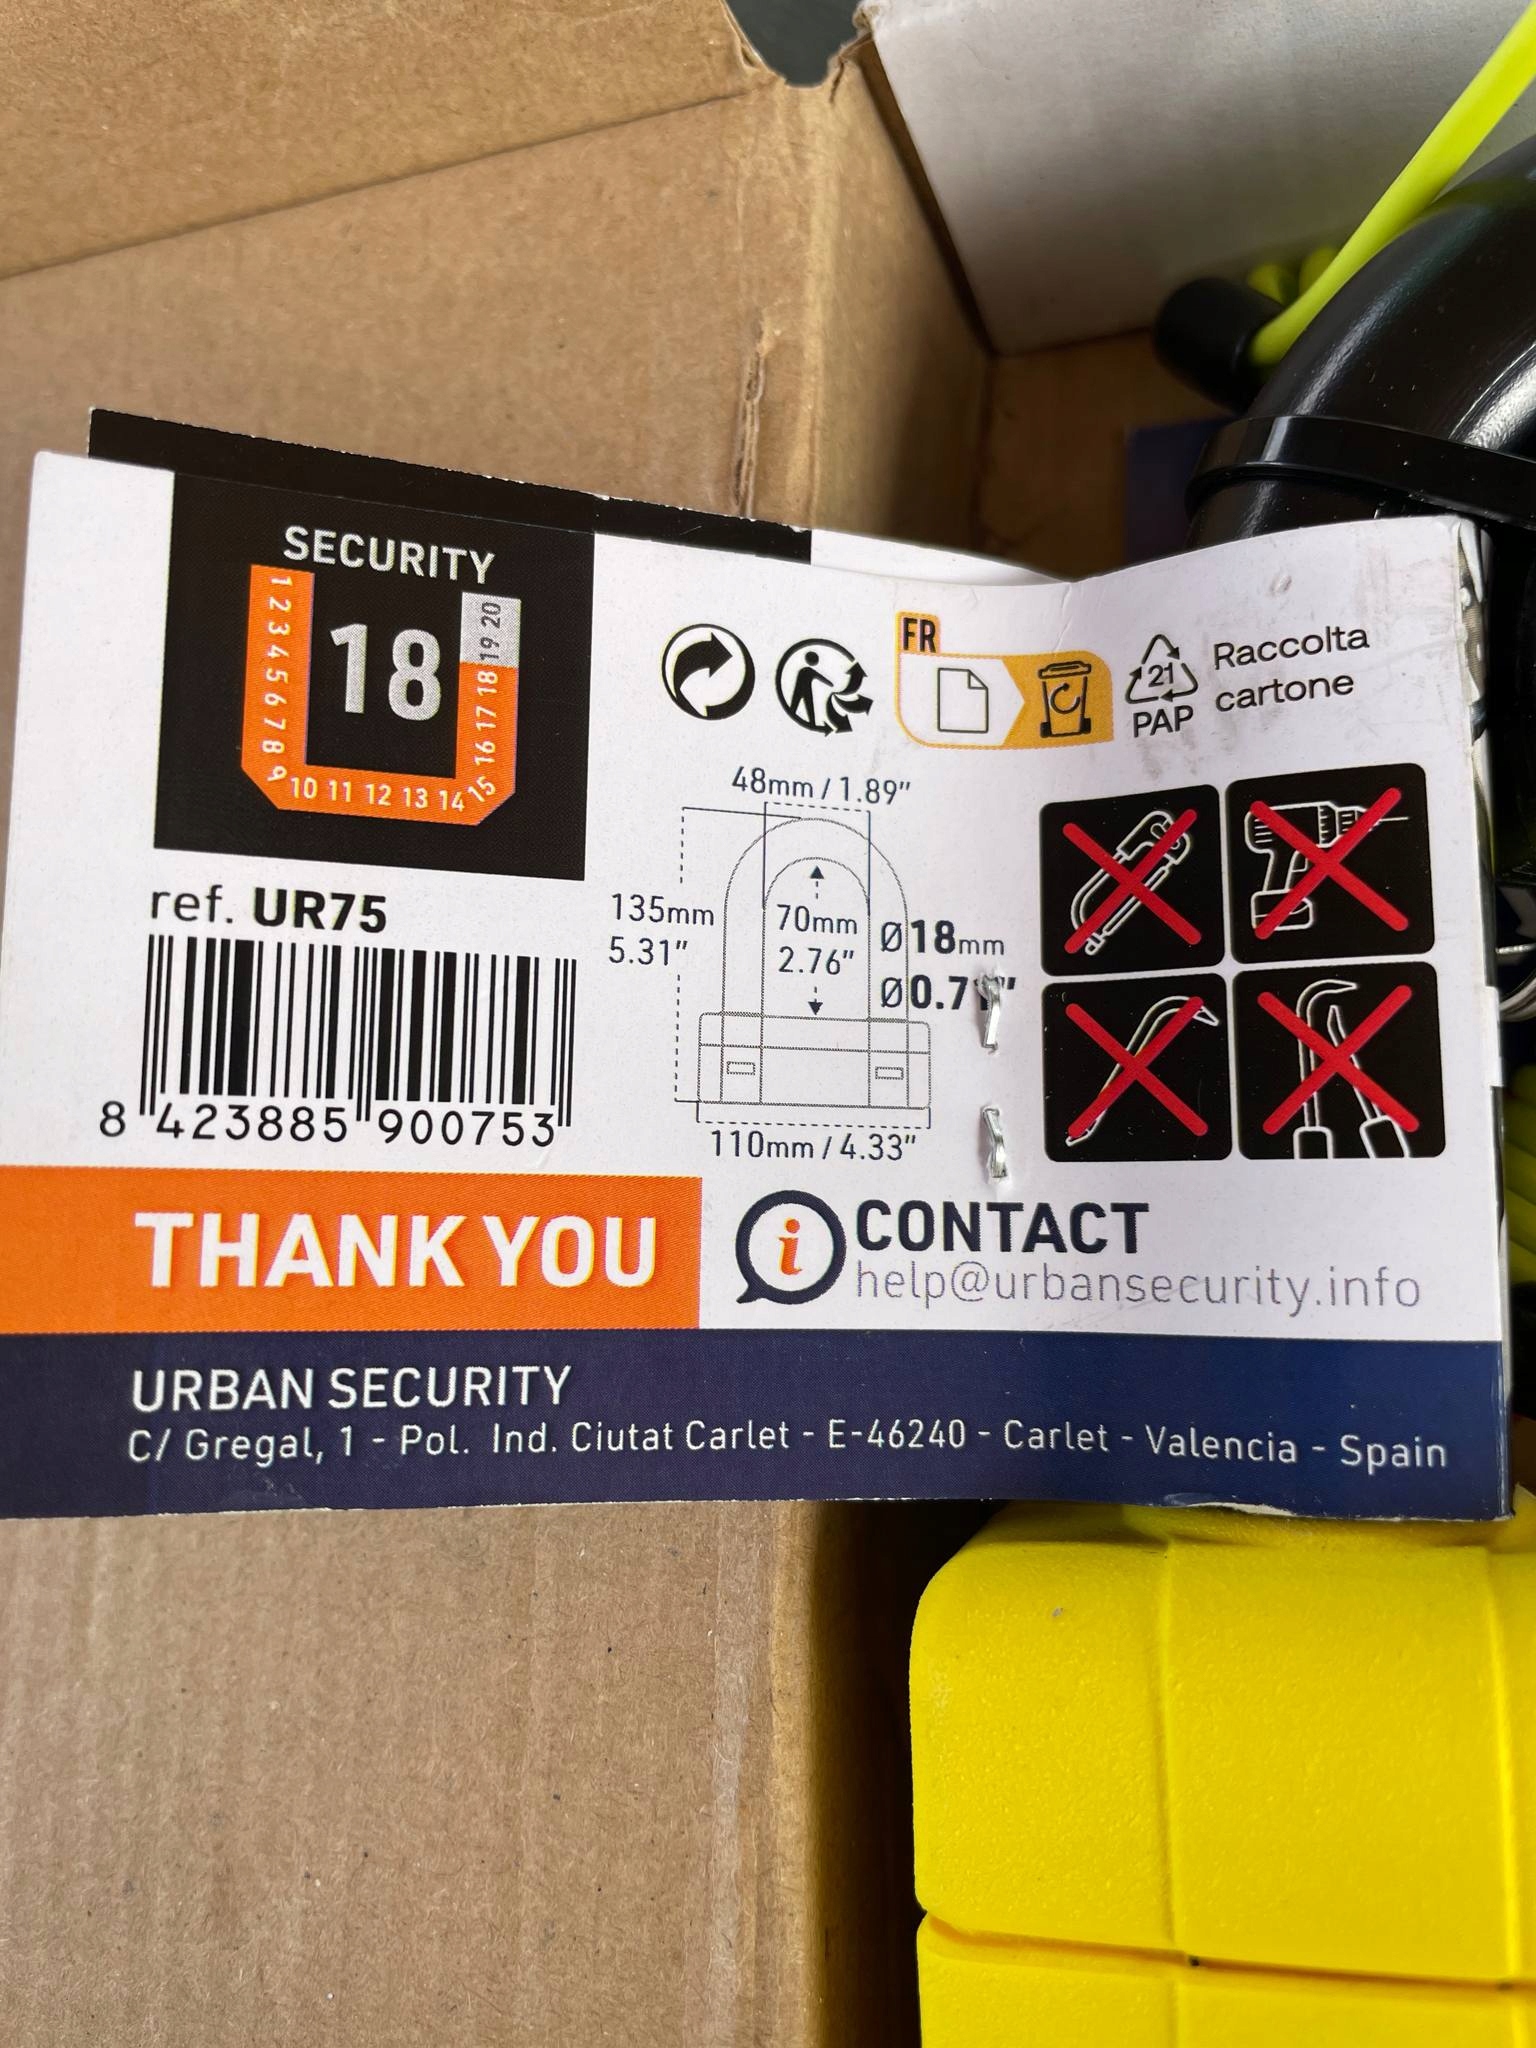 SECURITY
1 2 3 4 5 6 7 8 9 10 11 12 13 14 15 16 17 18 19 20
18
ref. UR75
8 423885 900753
FR
21
PAP
Raccolta
cartone
48mm / 1.89"
135mm
5.31"
70mm
2.76"
Ø18mm
110mm / 4.33"
THANK YOU
i
CONTACT
help@urbansecurity.info
URBAN SECURITY
C/ Gregal, 1 - Pol. Ind. Ciutat Carlet - E-46240 - Carlet - Valencia - Spain